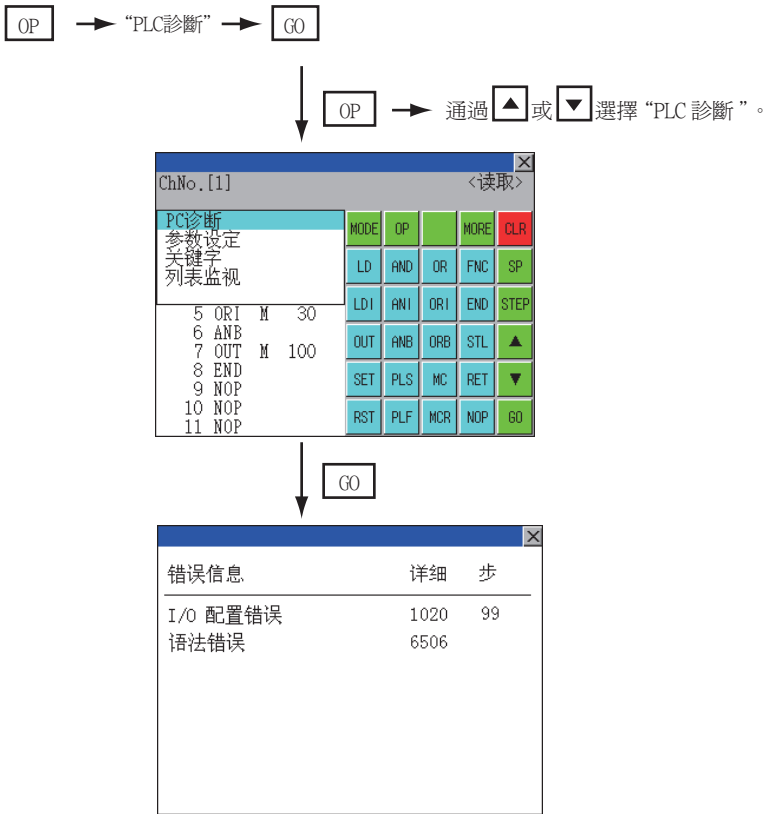 OP → “PLC診斷” → GO
OP → 通過▲或▼選擇“PLC 診斷”。
ChNo.[1] <读取>
PC诊断
参数设定
关键字
列表监视
MODE OP MORE CLR
LD AND OR FNC SP
LDI ANI ORI END STEP
OUT ANB ORB STL ▲
SET PLS MC RET ▼
RST PLF MCR NOP GO
5 ORI M 30
6 ANB
7 OUT M 100
8 END
9 NOP
10 NOP
11 NOP
GO
错误信息 详细 步
I/O 配置错误 1020 99
语法错误 6506